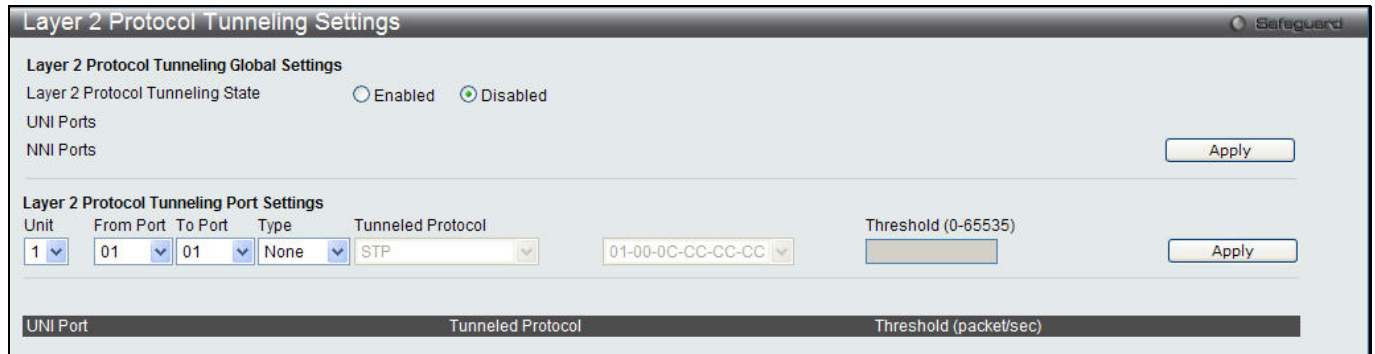 Layer 2 Protocol Tunneling Settings
Safeguard
Layer 2 Protocol Tunneling Global Settings
Layer 2 Protocol Tunneling State Enabled Disabled
UNI Ports
NNI Ports Apply
Layer 2 Protocol Tunneling Port Settings
Unit From Port To Port Type Tunneled Protocol Threshold (0-65535)
1 01 01 None STP 01-00-0C-CC-CC-CC Apply
UNI Port Tunneled Protocol Threshold (packet/sec)